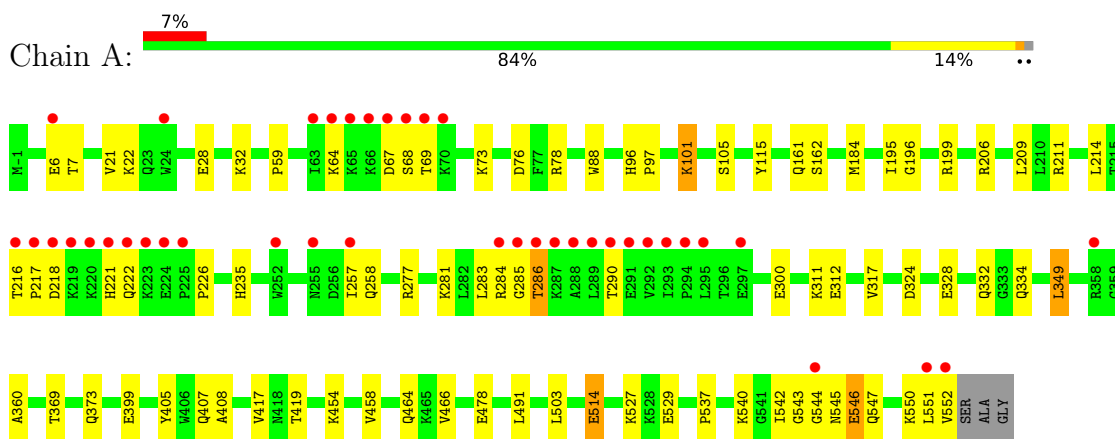 7%
Chain A:
84% 14% ••
M-1 E6 T7 V21 K22 Q23 W24 E28 K32 P59 I63 K64 K65 K66 D67 S68 T69 K70 K73 D76 F77 R78 W88 H96 P97 K101 S105 Y115 Q161 S162 M184 I195 G196 R199 R206 L209 L210 R211 L214 T215
T216 P217 D218 K219 K220 H221 Q222 K223 E224 P225 P226 H235 W252 N255 D256 I257 Q258 R277 K281 L282 L283 R284 G285 T286 K287 A288 L289 T290 E291 V292 I293 P294 L295 T296 E297 E300 K311 E312 V317 D324 E328 Q332 G333 Q334 L349 R358 G359
A360 T369 Q373 E399 Y405 W406 Q407 A408 V417 N418 T419 K454 V458 Q464 K465 V466 E478 L491 L503 E514 K527 K528 E529 P537 K540 G541 I542 G543 G544 N545 E546 Q547 K550 L551 V552 SER ALA GLY